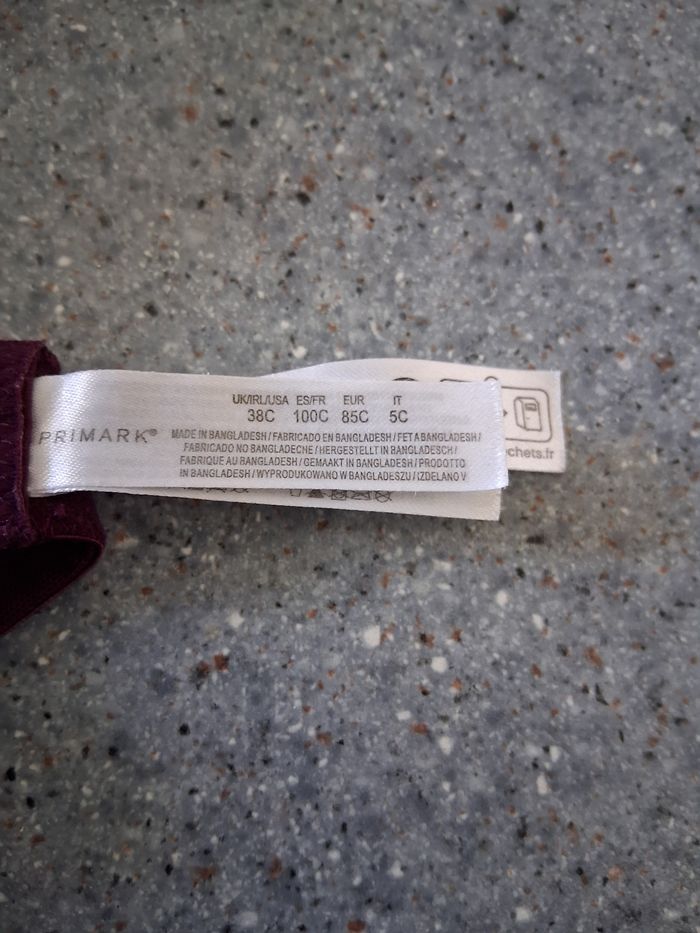 UK/IRL/USA ES/FR EUR IT
38C 100C 85C 5C
PRIMARK®
MADE IN BANGLADESH / FABRICADO EN BANGLADESH / FET A BANGLADESH /
FABRICADO NO BANGLADECHE / HERGESTELLT IN BANGLADESCH /
FABRIQUE AU BANGLADESH / GEMAAKT IN BANGLADESH / PRODOTTO
IN BANGLADESH / WYPRODUKOWANO W BANGLADESZU / IZDELANO V
chets.fr